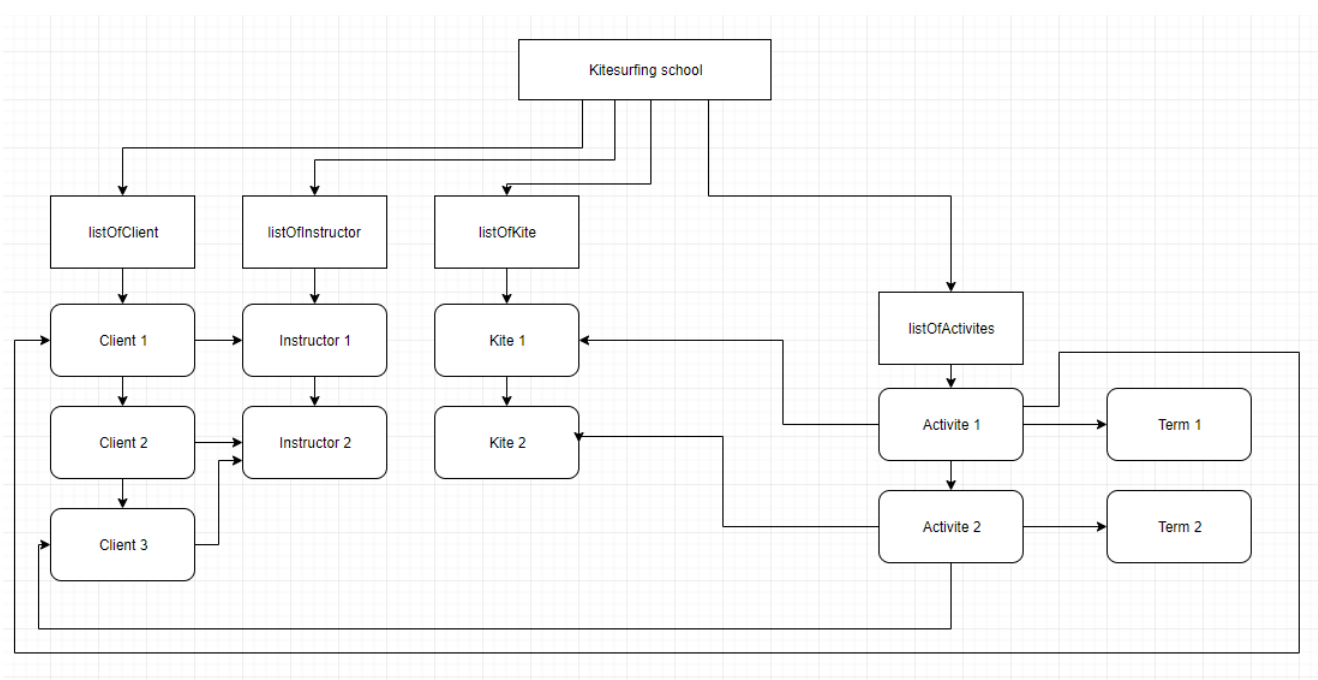 Kitesurfing school
listOfClient
listOfInstructor
listOfKite
listOfActivites
Client 1
Instructor 1
Kite 1
Activite 1
Term 1
Client 2
Instructor 2
Kite 2
Activite 2
Term 2
Client 3